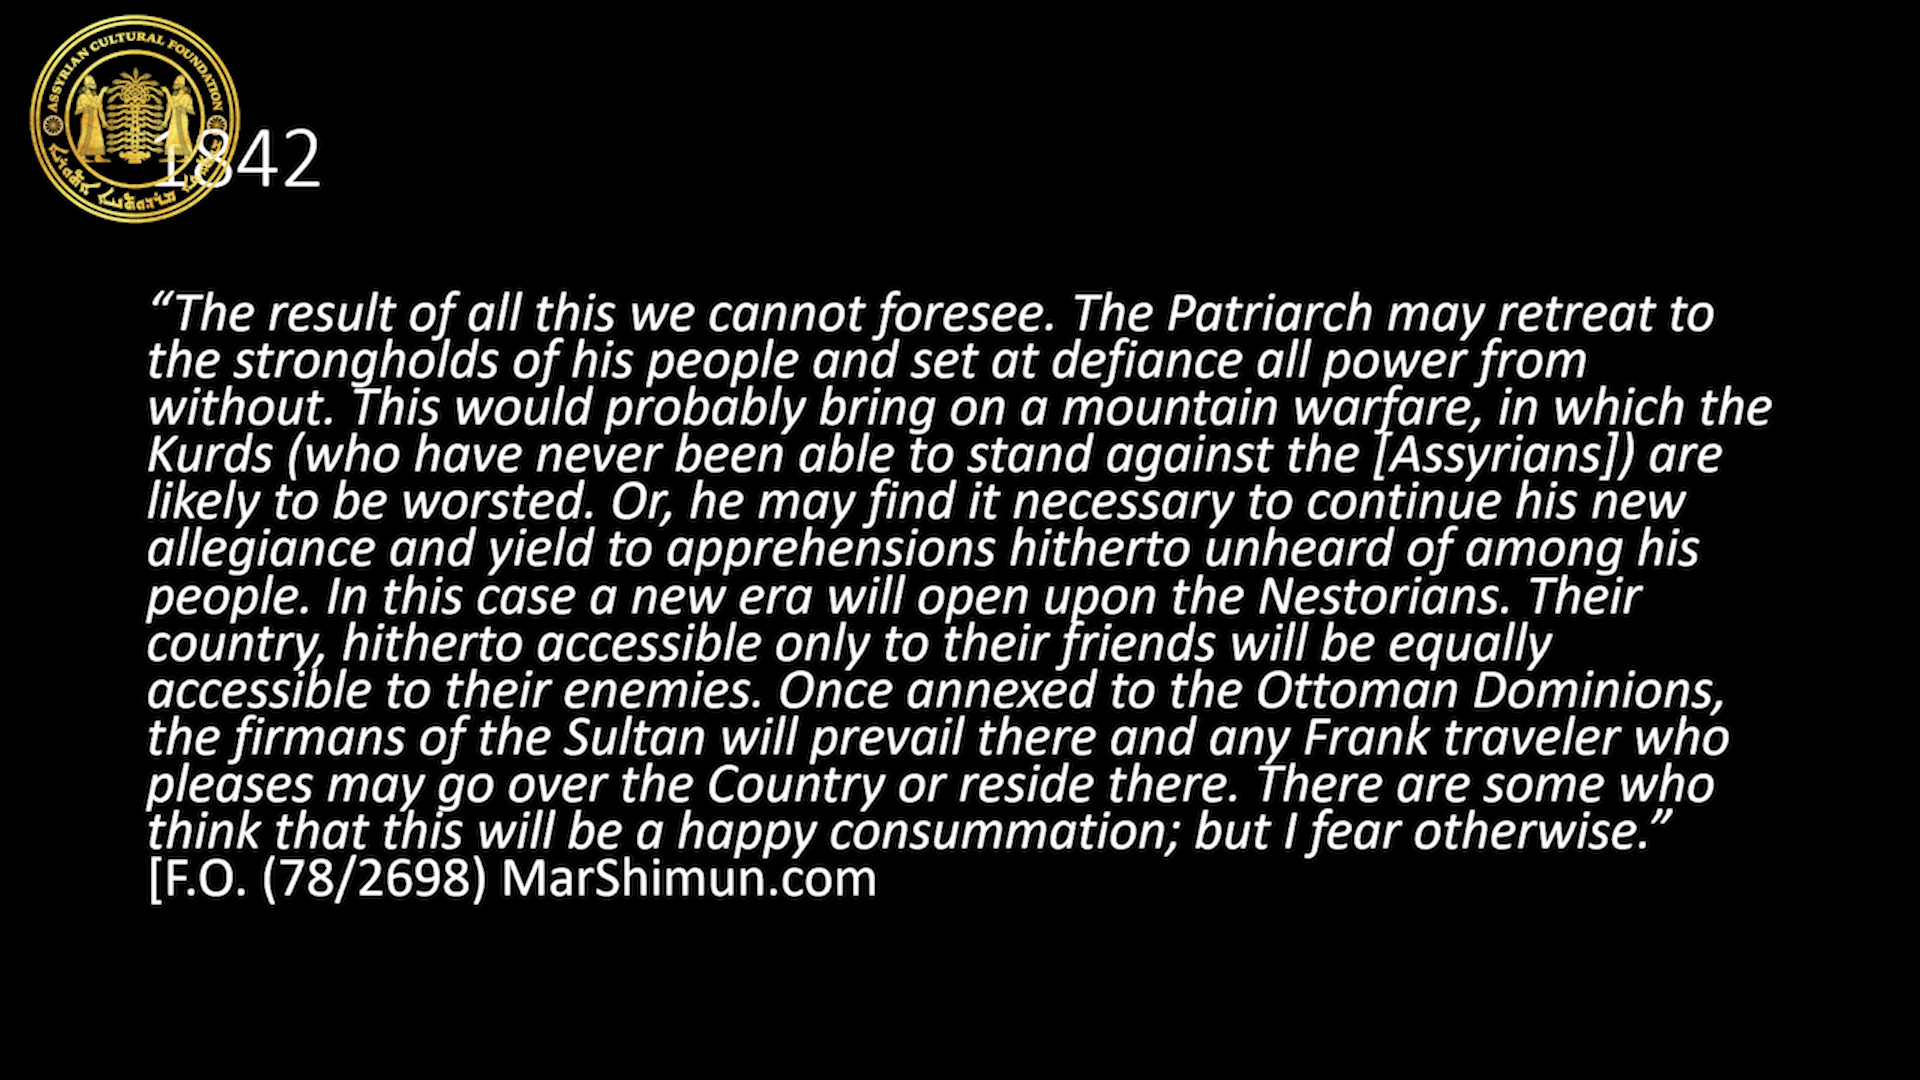 ASSYRIAN CULTURAL FOUNDATION
1842
“The result of all this we cannot foresee. The Patriarch may retreat to
the strongholds of his people and set at defiance all power from
without. This would probably bring on a mountain warfare, in which the
Kurds (who have never been able to stand against the [Assyrians]) are
likely to be worsted. Or, he may find it necessary to continue his new
allegiance and yield to apprehensions hitherto unheard of among his
people. In this case a new era will open upon the Nestorians. Their
country, hitherto accessible only to their friends will be equally
accessible to their enemies. Once annexed to the Ottoman Dominions,
the firmans of the Sultan will prevail there and any Frank traveler who
pleases may go over the Country or reside there. There are some who
think that this will be a happy consummation; but I fear otherwise.”
[F.O. (78/2698) MarShimun.com